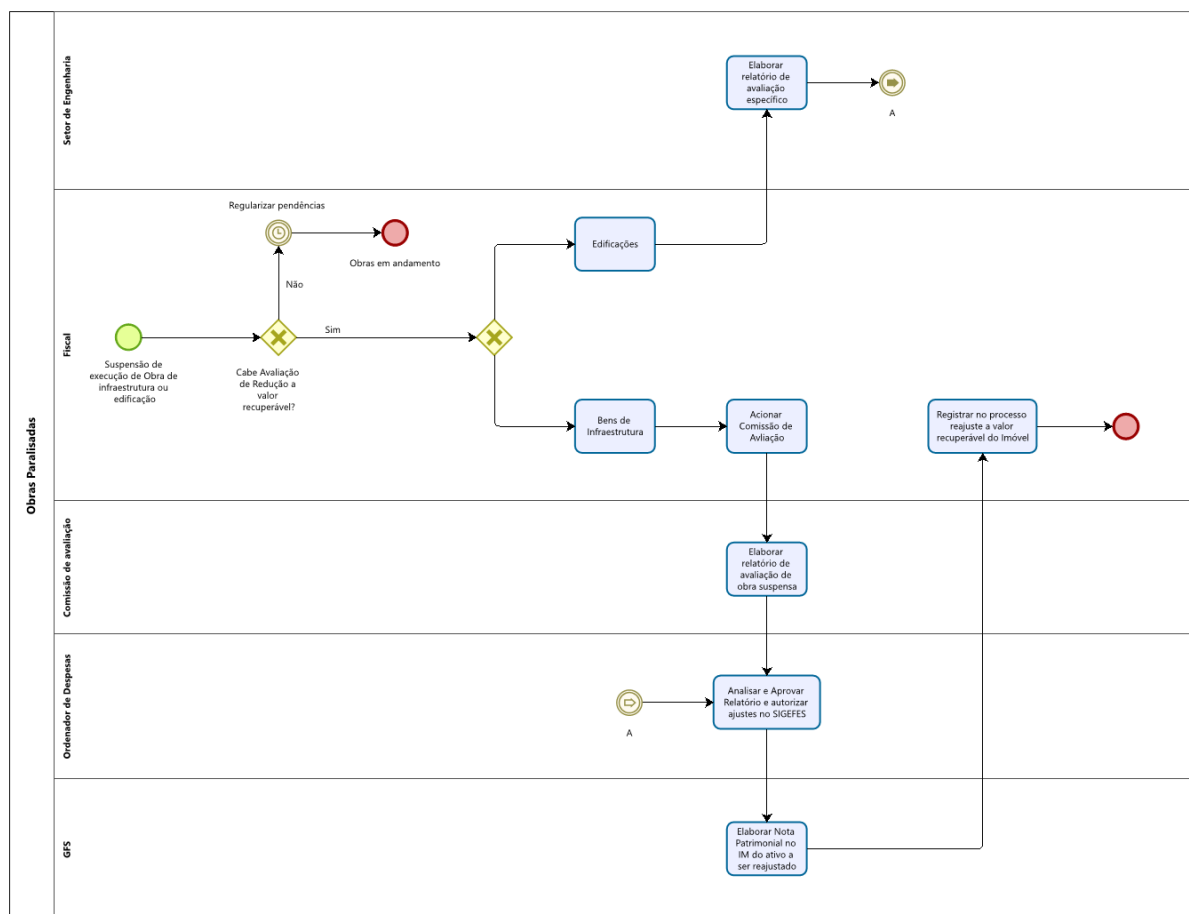 Obras Paralisadas
Setor de Engenharia
Elaborar
relatório de
avaliação
específico
A
Fiscal
Regularizar pendências
Obras em andamento
Não
Edificações
Sim
Suspensão de
execução de Obra de
infraestrutura ou
edificação
Cabe Avaliação
de Redução a
valor
recuperável?
Bens de
Infraestrutura
Acionar
Comissão de
Avliação
Registrar no processo
reajuste a valor
recuperável do Imóvel
Comissão de avaliação
Elaborar
relatório de
avaliação de
obra suspensa
Ordenador de Despesas
A
Analisar e Aprovar
Relatório e autorizar
ajustes no SIGEFES
GFS
Elaborar Nota
Patrimonial no
IM do ativo a
ser reajustado